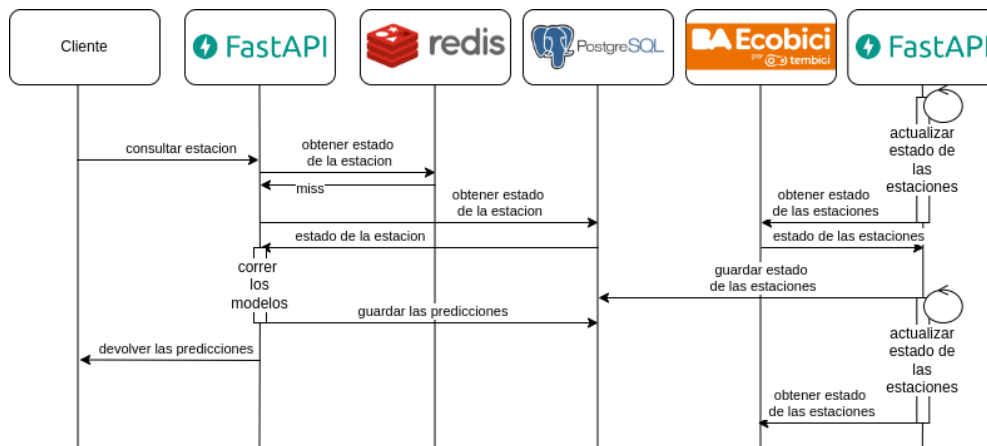 Cliente
FastAPI
redis
PostgreSQL
BA Ecobici
por tembici
FastAPI
consultar estacion
obtener estado
de la estacion
miss
obtener estado
de la estacion
estado de la estacion
correr
los
modelos
guardar las predicciones
devolver las predicciones
actualizar
estado de
las
estaciones
obtener estado
de las estaciones
estado de las estaciones
guardar estado
de las estaciones
actualizar
estado de
las
estaciones
obtener estado
de las estaciones